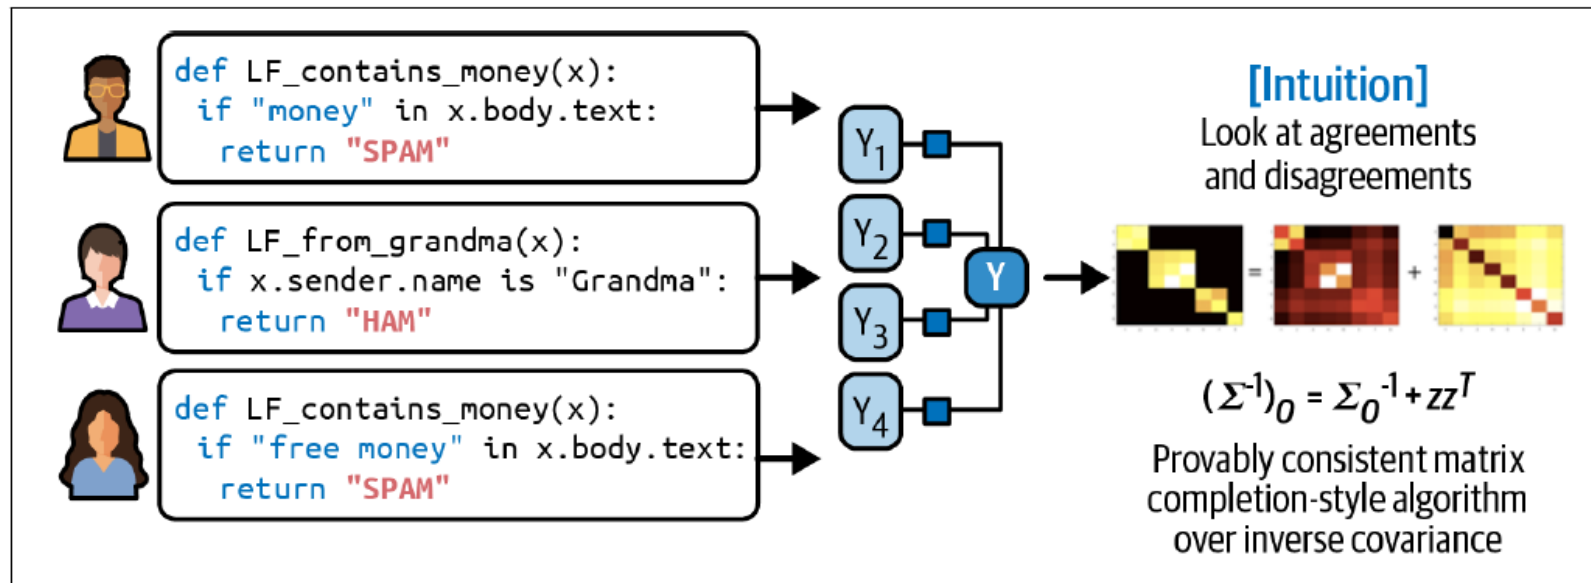 def LF_contains_money(x):
if "money" in x.body.text:
return "SPAM"
def LF_from_grandma(x):
if x.sender.name is "Grandma":
return "HAM"
def LF_contains_money(x):
if "free money" in x.body.text:
return "SPAM"
Y1
Y2
Y3
Y4
Y
[Intuition]
Look at agreements
and disagreements
= +
(Σ⁻¹)₀ = Σ₀⁻¹ + zzᵀ
Provably consistent matrix
completion-style algorithm
over inverse covariance